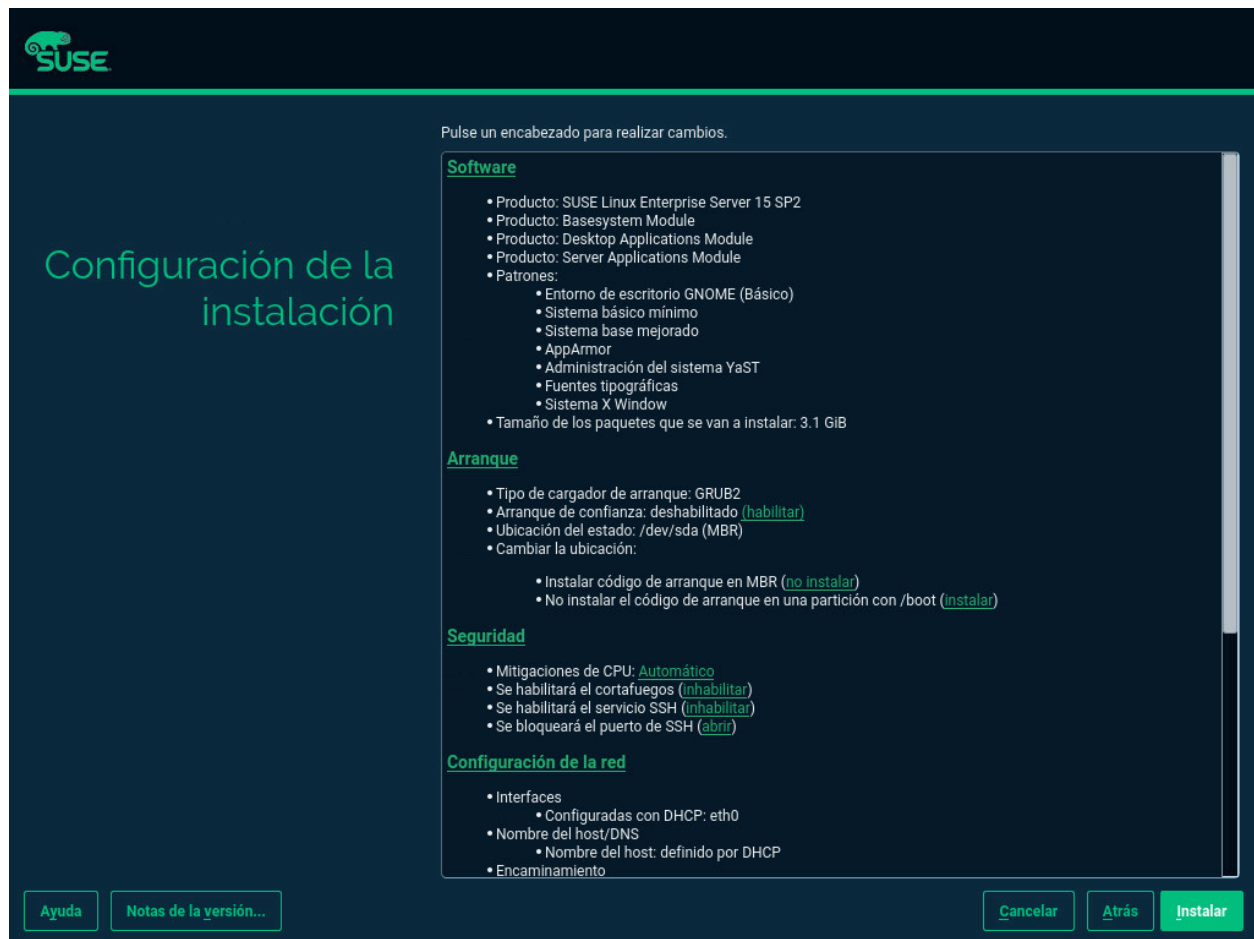 SUSE
Pulse un encabezado para realizar cambios.
Configuración de la
instalación
Software
• Producto: SUSE Linux Enterprise Server 15 SP2
• Producto: Basesystem Module
• Producto: Desktop Applications Module
• Producto: Server Applications Module
• Patrones:
• Entorno de escritorio GNOME (Básico)
• Sistema básico mínimo
• Sistema base mejorado
• AppArmor
• Administración del sistema YaST
• Fuentes tipográficas
• Sistema X Window
• Tamaño de los paquetes que se van a instalar: 3.1 GiB
Arranque
• Tipo de cargador de arranque: GRUB2
• Arranque de confianza: deshabilitado (habilitar)
• Ubicación del estado: /dev/sda (MBR)
• Cambiar la ubicación:
• Instalar código de arranque en MBR (no instalar)
• No instalar el código de arranque en una partición con /boot (instalar)
Seguridad
• Mitigaciones de CPU: Automático
• Se habilitará el cortafuegos (inhabilitar)
• Se habilitará el servicio SSH (inhabilitar)
• Se bloqueará el puerto de SSH (abrir)
Configuración de la red
• Interfaces
• Configuradas con DHCP: eth0
• Nombre del host/DNS
• Nombre del host: definido por DHCP
• Encaminamiento
Ayuda
Notas de la versión...
Cancelar
Atrás
Instalar